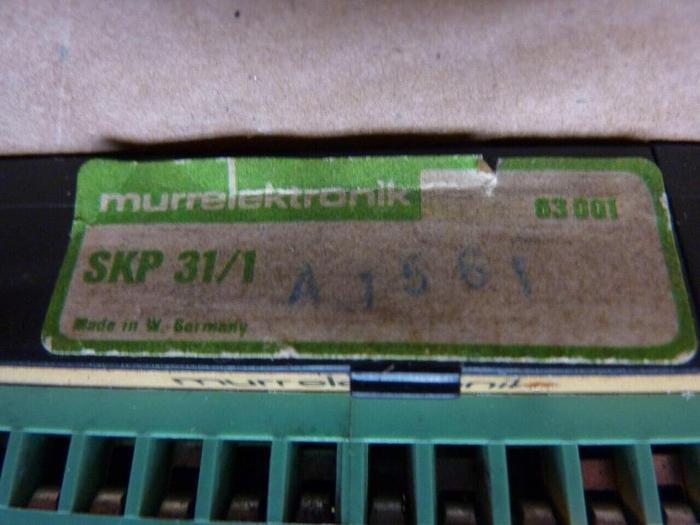 murrelektronik 63 001
SKP 31/1 A 1561
Made in W. Germany
murrelektronik